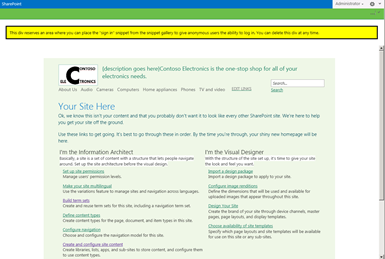 SharePoint
Administrator
This div reserves an area where you can place the 'sign in' snippet from the snippet gallery to give anonymous users the ability to log in. You can delete this div at any time.
CONTOSO
ELECTRONICS
[description goes here]Contoso Electronics is the one-stop shop for all of your
electronics needs.
Search...
About Us Audio Cameras Computers Home appliances Phones TV and video EDIT LINKS
Search
Your Site Here
Ok, we know this isn't your content and that you probably don't want it to look like every other SharePoint site. We're here to help
you get your site off the ground.
Use these links to get going. It's best to go through these in order. By the time you're through, your shiny new homepage will be
here.
I'm the Information Architect
Basically, a site is a set of content with a structure that lets people navigate
around. Set up the site architecture before you do the visual design.
Set up site permissions
Manage users' permission levels.
Make your site multilingual
Use the variations feature to manage sites and navigation across languages.
Build term sets
Create and reuse term sets for this site, including a navigation term set.
Define content types
Create content types for the page, document, and item types in this site.
Configure navigation
Choose and configure the navigation model for this site.
Create and configure site content
Create libraries, lists, apps, and sub-sites to store content, and configure them
to use content types.
I'm the Visual Designer
With the structure of the site set up, it's time to give your site
the look and feel you want.
Import a design package
Import a design package to apply to your site.
Configure image renditions
Define the dimensions that will be used and available for
uploaded images that appear throughout this site.
Design Your Site
Create the brand of your site through device channels, master
pages, page layouts, and display templates.
Choose availability of site templates
Specify which page layouts and site templates will be available
for use on this site or any sub-sites.